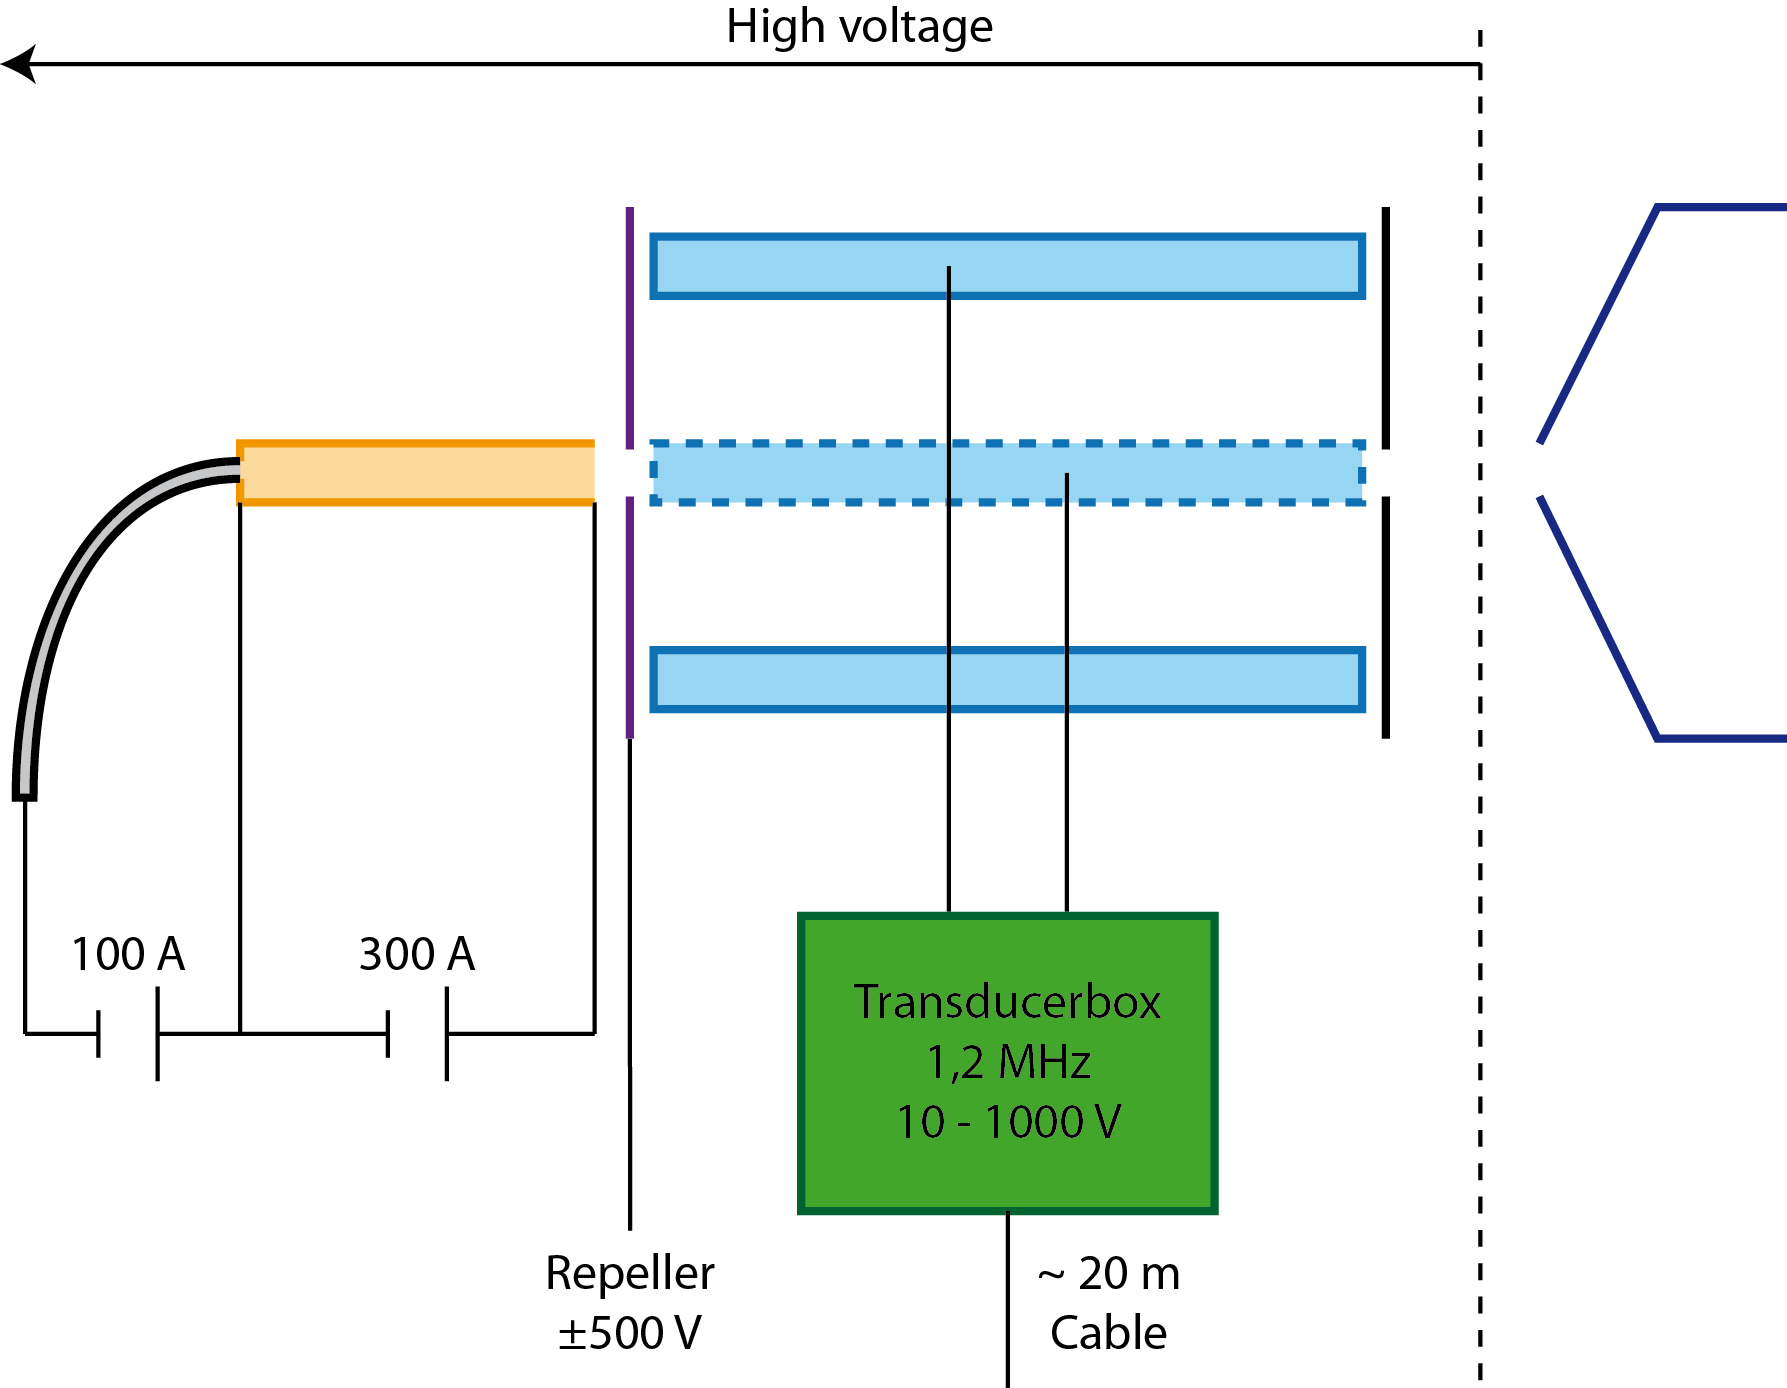 High voltage
100 A
300 A
Transducerbox
1,2 MHz
10 - 1000 V
Repeller
±500 V
~ 20 m
Cable